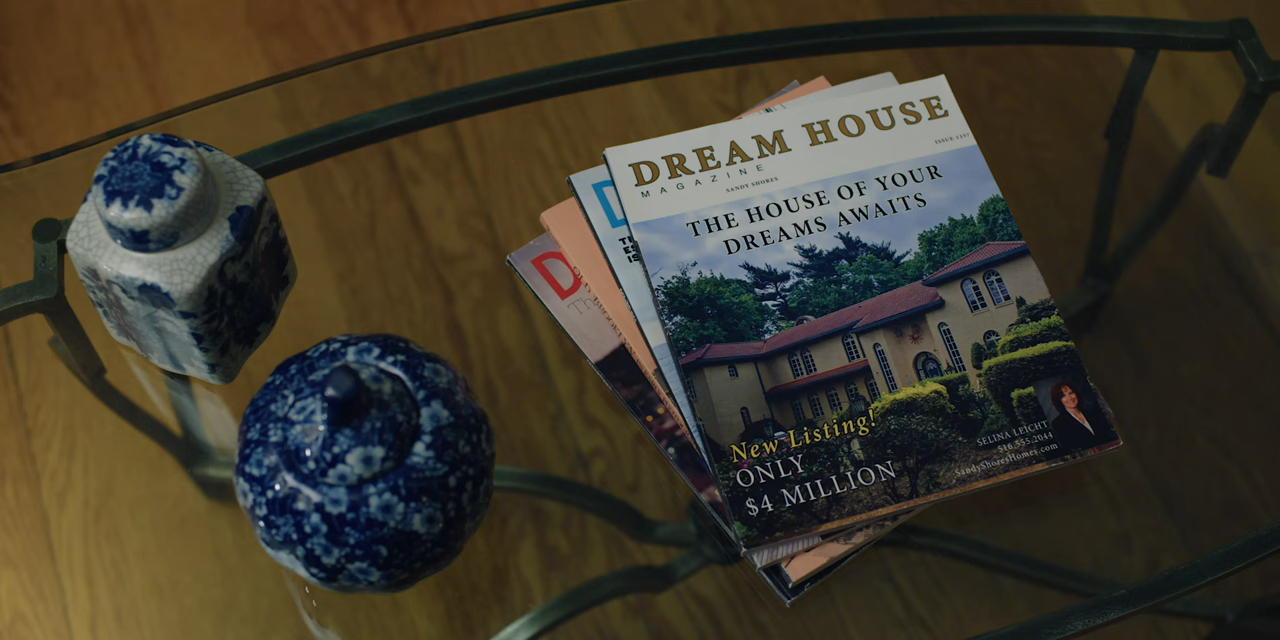 DREAM HOUSE
MAGAZINE
SANDY SHORES
THE HOUSE OF YOUR
DREAMS AWAITS
New Listing!
ONLY
$4 MILLION
SELINA LEICHT
516.555.2044
SandyShoresHomes.com
D
D